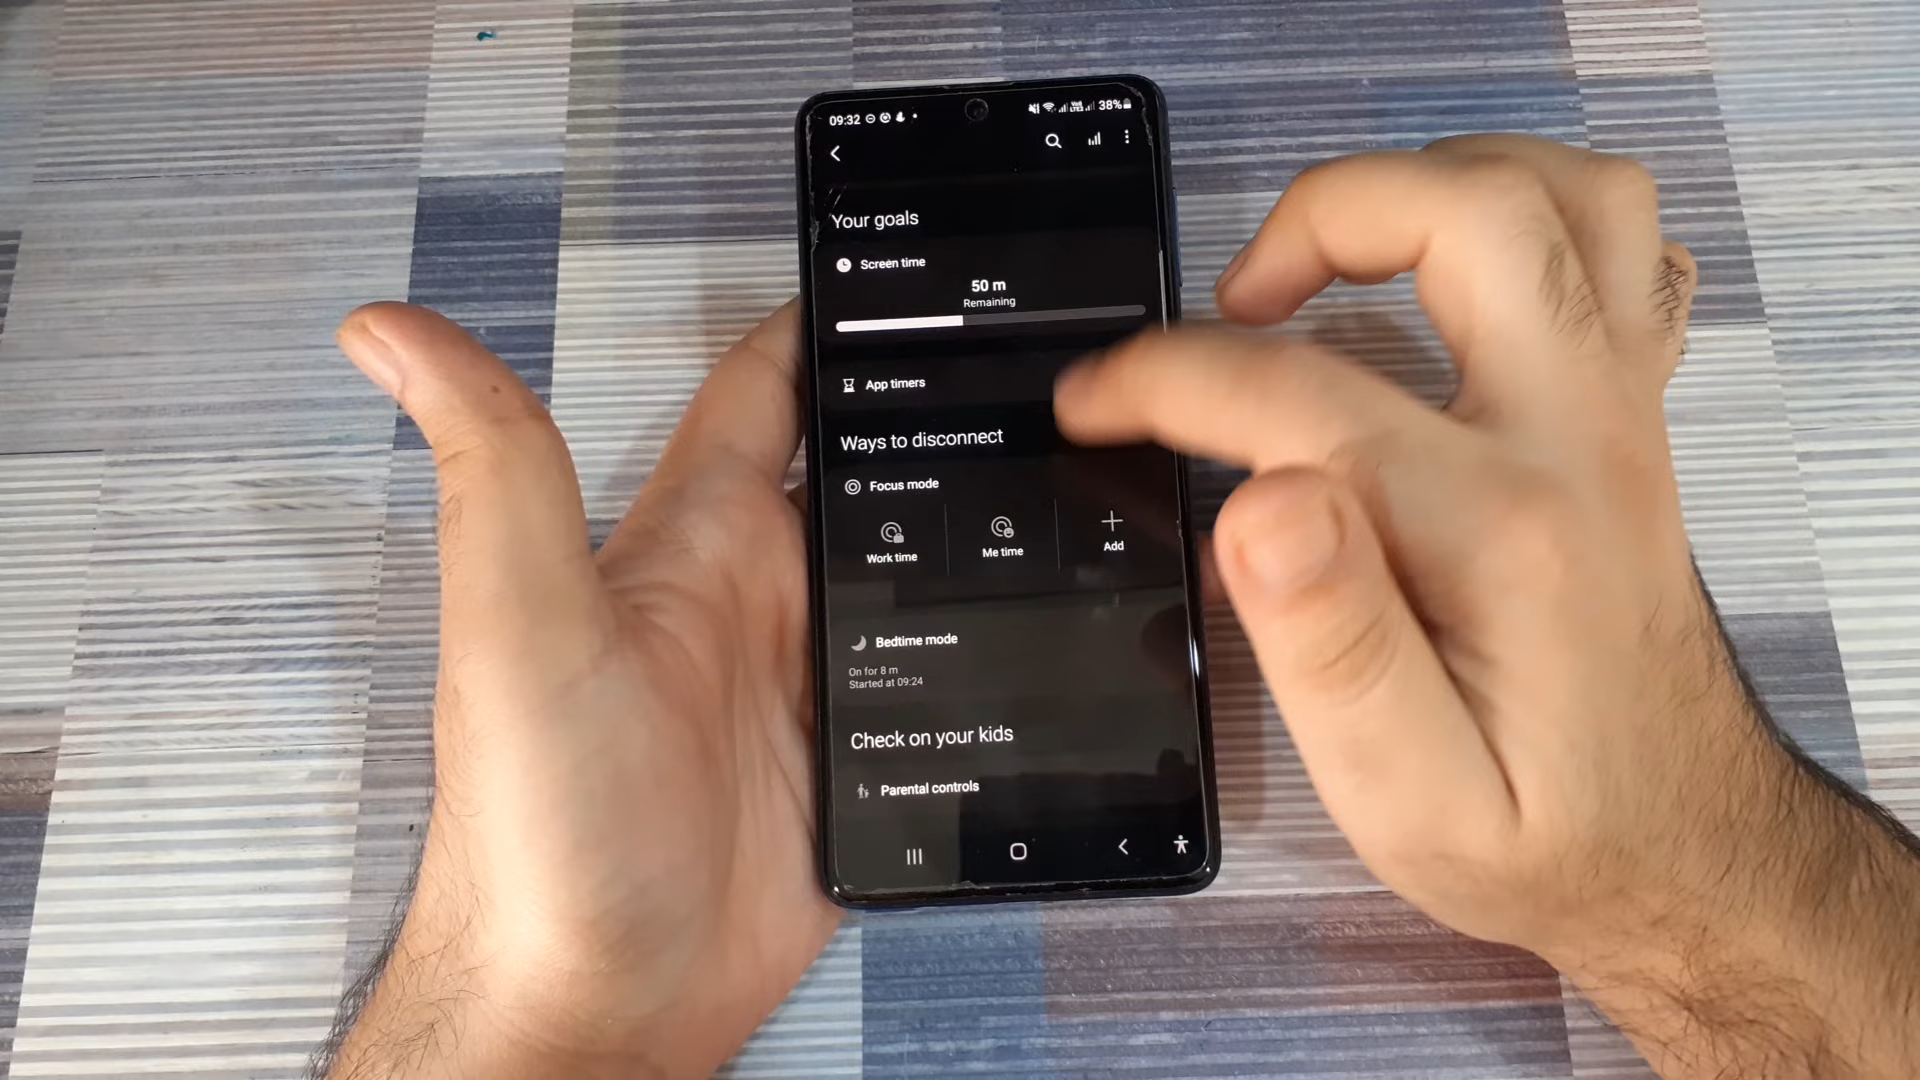 09:32
38%
Your goals
Screen time
50 m
Remaining
App timers
Ways to disconnect
Focus mode
Work time
Me time
Add
Bedtime mode
On for 8 m
Started at 09:24
Check on your kids
Parental controls